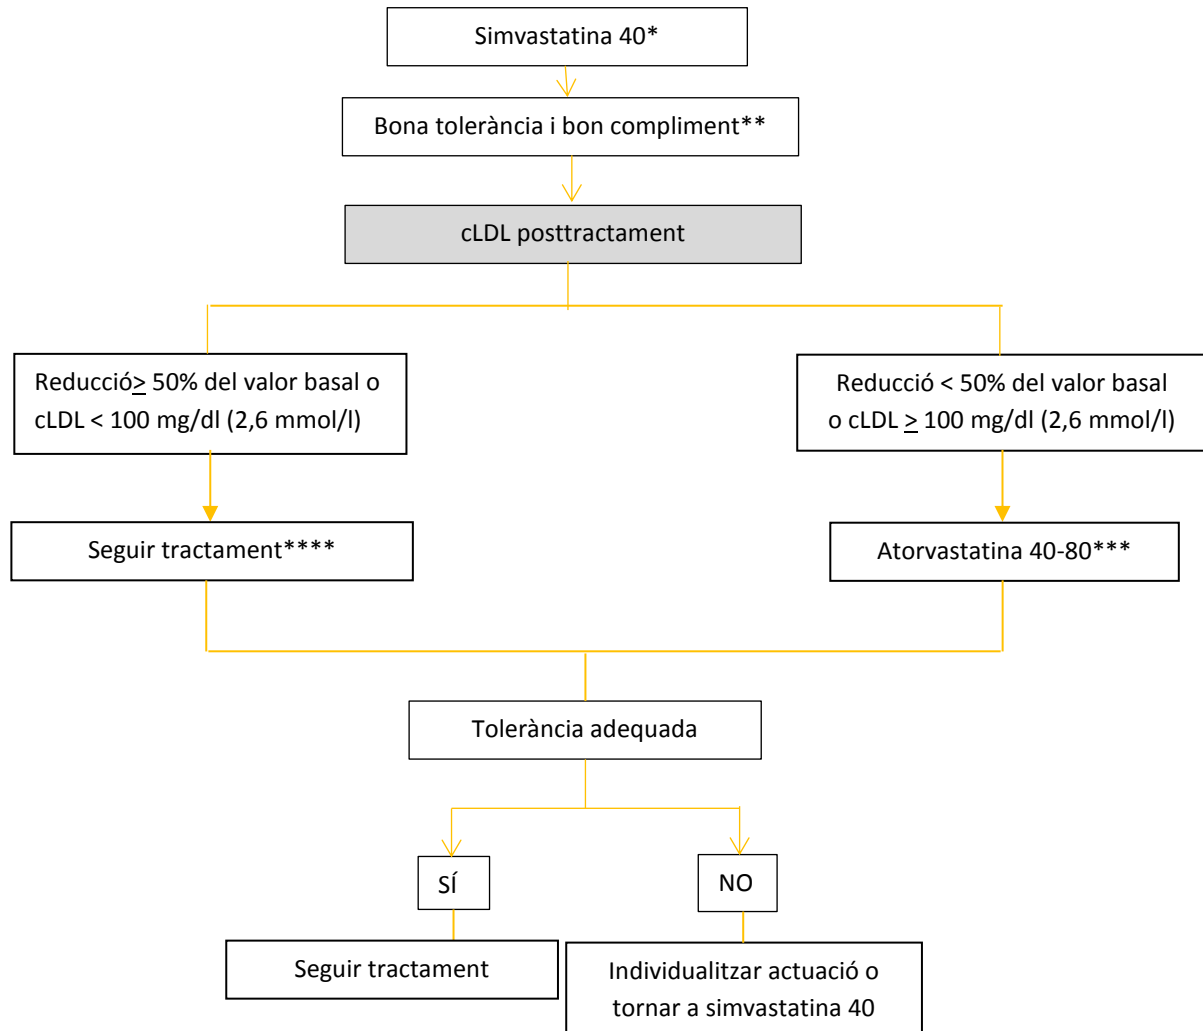 Simvastatina 40*
Bona tolerància i bon compliment**
cLDL posttractament
Reducció≥ 50% del valor basal o
cLDL < 100 mg/dl (2,6 mmol/l)
Reducció < 50% del valor basal
o cLDL ≥ 100 mg/dl (2,6 mmol/l)
Seguir tractament****
Atorvastatina 40-80***
Tolerància adequada
SÍ
NO
Seguir tractament
Individualitzar actuació o
tornar a simvastatina 40